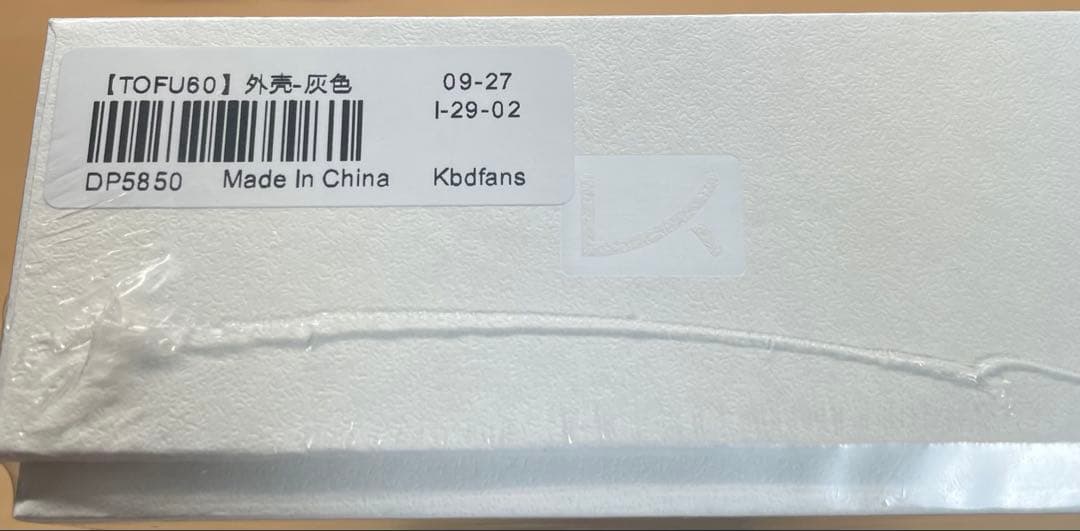 【TOFU60】外壳-灰色
09-27
I-29-02
DP5850 Made In China Kbdfans